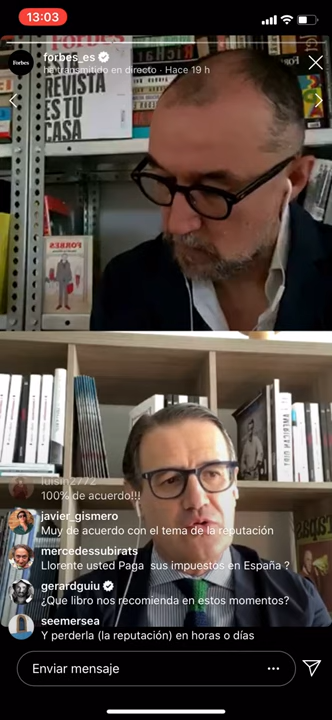 13:03
Forbes
forbes_es
ha transmitido en directo · Hace 19 h
REVISTA
ES TU
CASA
FORBES
luisin2772
100% de acuerdo!!!
javier_gismero
Muy de acuerdo con el tema de la reputación
mercedessubirats
Llorente usted Paga sus impuestos en España ?
gerardguiu
¿Que libro nos recomienda en estos momentos?
seemersea
Y perderla (la reputación) en horas o días
Enviar mensaje